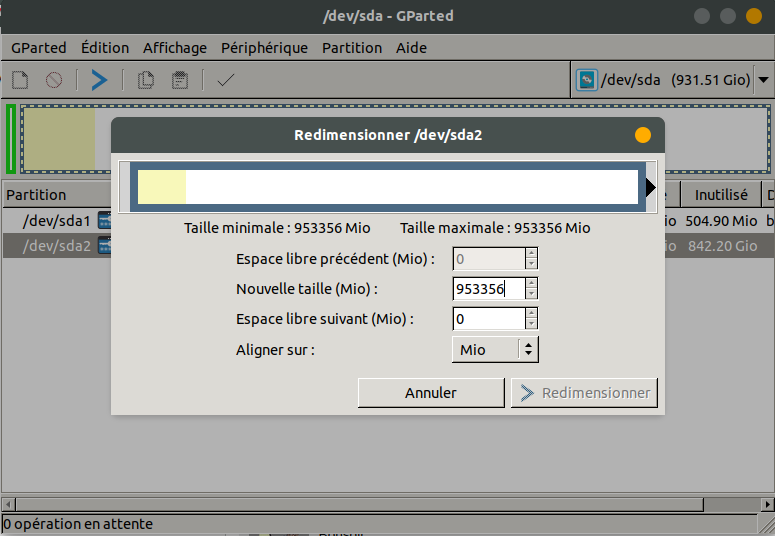 /dev/sda - GParted
GParted Édition Affichage Périphérique Partition Aide
/dev/sda (931.51 Gio)
Redimensionner /dev/sda2
Partition Inutilisé
/dev/sda1 io 504.90 Mio
/dev/sda2 io 842.20 Gio
Taille minimale : 953356 Mio Taille maximale : 953356 Mio
Espace libre précédent (Mio) : 0
Nouvelle taille (Mio) : 953356
Espace libre suivant (Mio) : 0
Aligner sur : Mio
Annuler Redimensionner
0 opération en attente